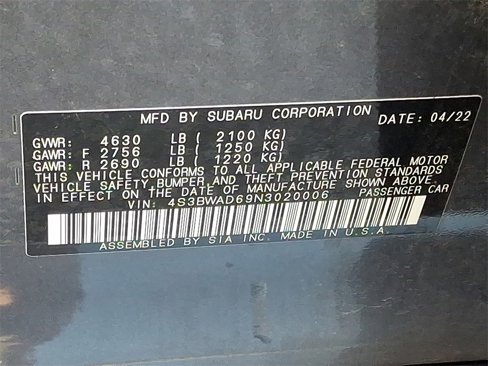 MFD BY SUBARU CORPORATION DATE: 04/22
GVWR: 4630 LB ( 2100 KG)
GAWR: F 2756 LB ( 1250 KG)
GAWR: R 2690 LB ( 1220 KG)
THIS VEHICLE CONFORMS TO ALL APPLICABLE FEDERAL MOTOR
VEHICLE SAFETY, BUMPER AND THEFT PREVENTION STANDARDS
IN EFFECT ON THE DATE OF MANUFACTURE SHOWN ABOVE
VIN: 4S3BWAD69N3020006 PASSENGER CAR
ASSEMBLED BY SIA INC. MADE IN U.S.A.